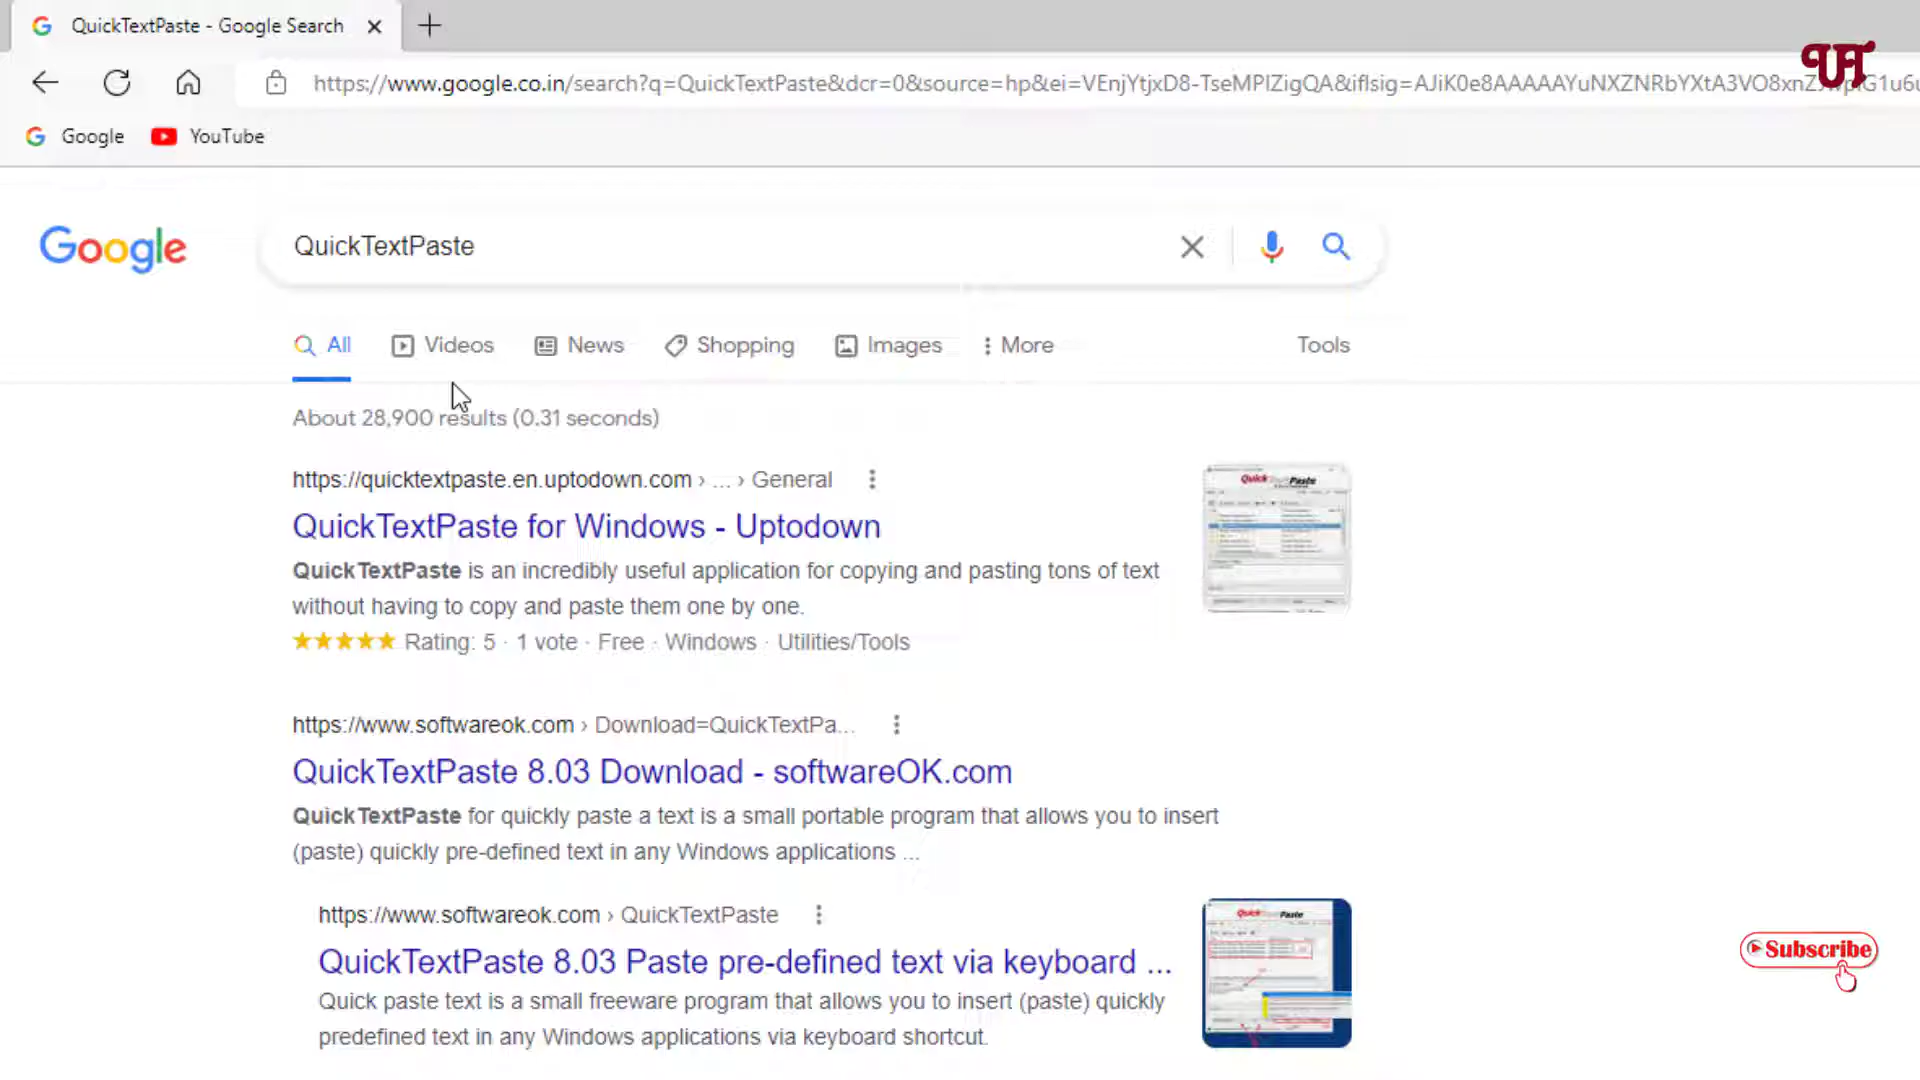 QuickTextPaste - Google Search
UT
https://www.google.co.in/search?q=QuickTextPaste&dcr=0&source=hp&ei=VEnjYtjxD8-TseMPlZigQA&iflsig=AJiK0e8AAAAAYuNXZNRbYXtA3VO8xnZ
Google YouTube
Google
QuickTextPaste
All Videos News Shopping Images More Tools
About 28,900 results (0.31 seconds)
https://quicktextpaste.en.uptodown.com › ... › General
QuickTextPaste for Windows - Uptodown
QuickTextPaste is an incredibly useful application for copying and pasting tons of text
without having to copy and paste them one by one.
Rating: 5 · 1 vote · Free · Windows · Utilities/Tools
QuickTextPaste
https://www.softwareok.com › Download=QuickTextPa...
QuickTextPaste 8.03 Download - softwareOK.com
QuickTextPaste for quickly paste a text is a small portable program that allows you to insert
(paste) quickly pre-defined text in any Windows applications ...
https://www.softwareok.com › QuickTextPaste
QuickTextPaste 8.03 Paste pre-defined text via keyboard ...
Quick paste text is a small freeware program that allows you to insert (paste) quickly
predefined text in any Windows applications via keyboard shortcut.
QuickTextPaste
Subscribe